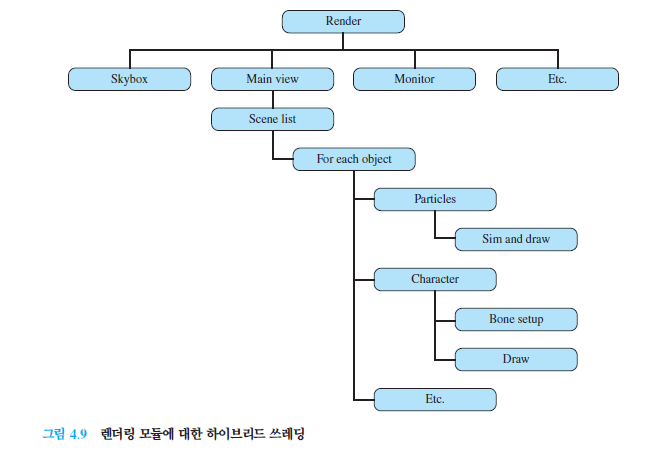 Render
Skybox
Main view
Monitor
Etc.
Scene list
For each object
Particles
Sim and draw
Character
Bone setup
Draw
Etc.
그림 4.9 렌더링 모듈에 대한 하이브리드 쓰레딩